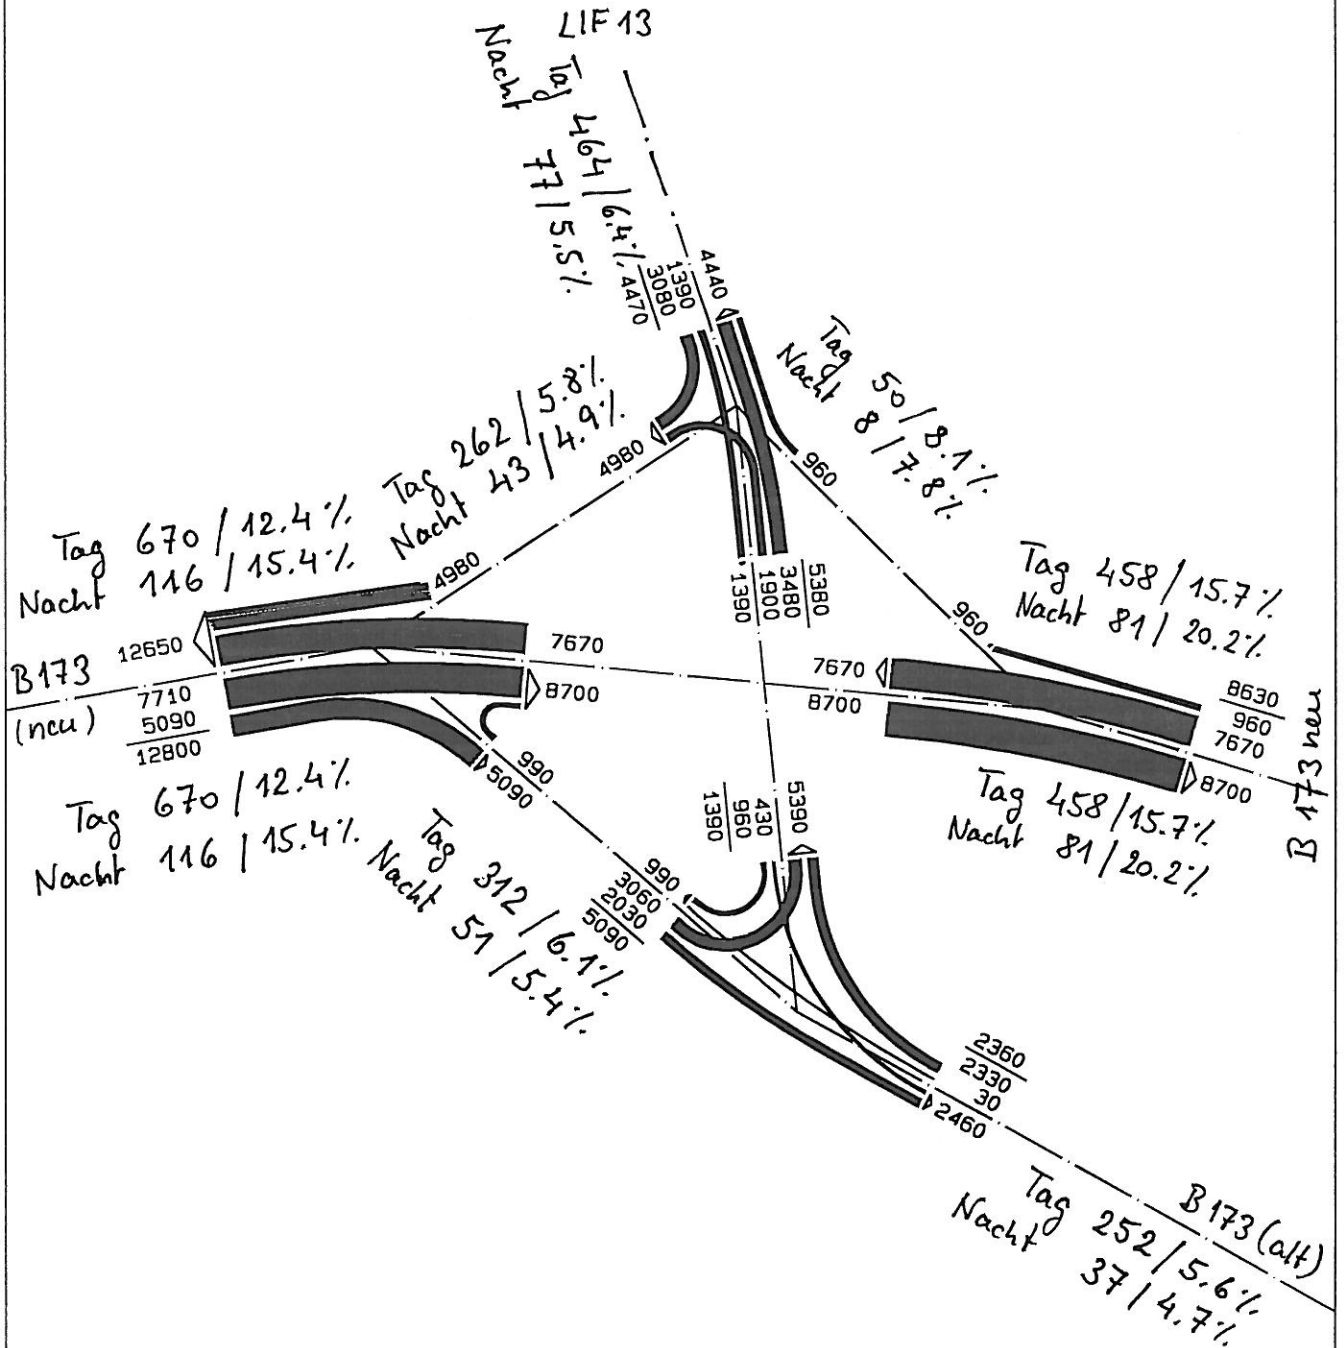 LIF 13
Tag 464 / 6.4%
Nacht 77 / 5.5%
1390
3080
4470
4440
Tag 50 / 8.1%
Nacht 8 / 7.8%
960
Tag 262 / 5.8%
Nacht 43 / 4.9%
4980
Tag 670 / 12.4%
Nacht 116 / 15.4%
4980
12650
B173
(neu)
7710
5090
12800
7670
8700
1390
1900
3480
5380
960
Tag 458 / 15.7%
Nacht 81 / 20.2%
7670
8700
8630
960
7670
8700
B 173 neu
Tag 458 / 15.7%
Nacht 81 / 20.2%
Tag 670 / 12.4%
Nacht 116 / 15.4%
990
5090
Tag 312 / 6.1%
Nacht 51 / 5.4%
990
3060
2030
5090
1390
960
430
5390
2360
2330
30
2460
Tag 252 / 5.6%
Nacht 37 / 4.7%
B 173 (alt)